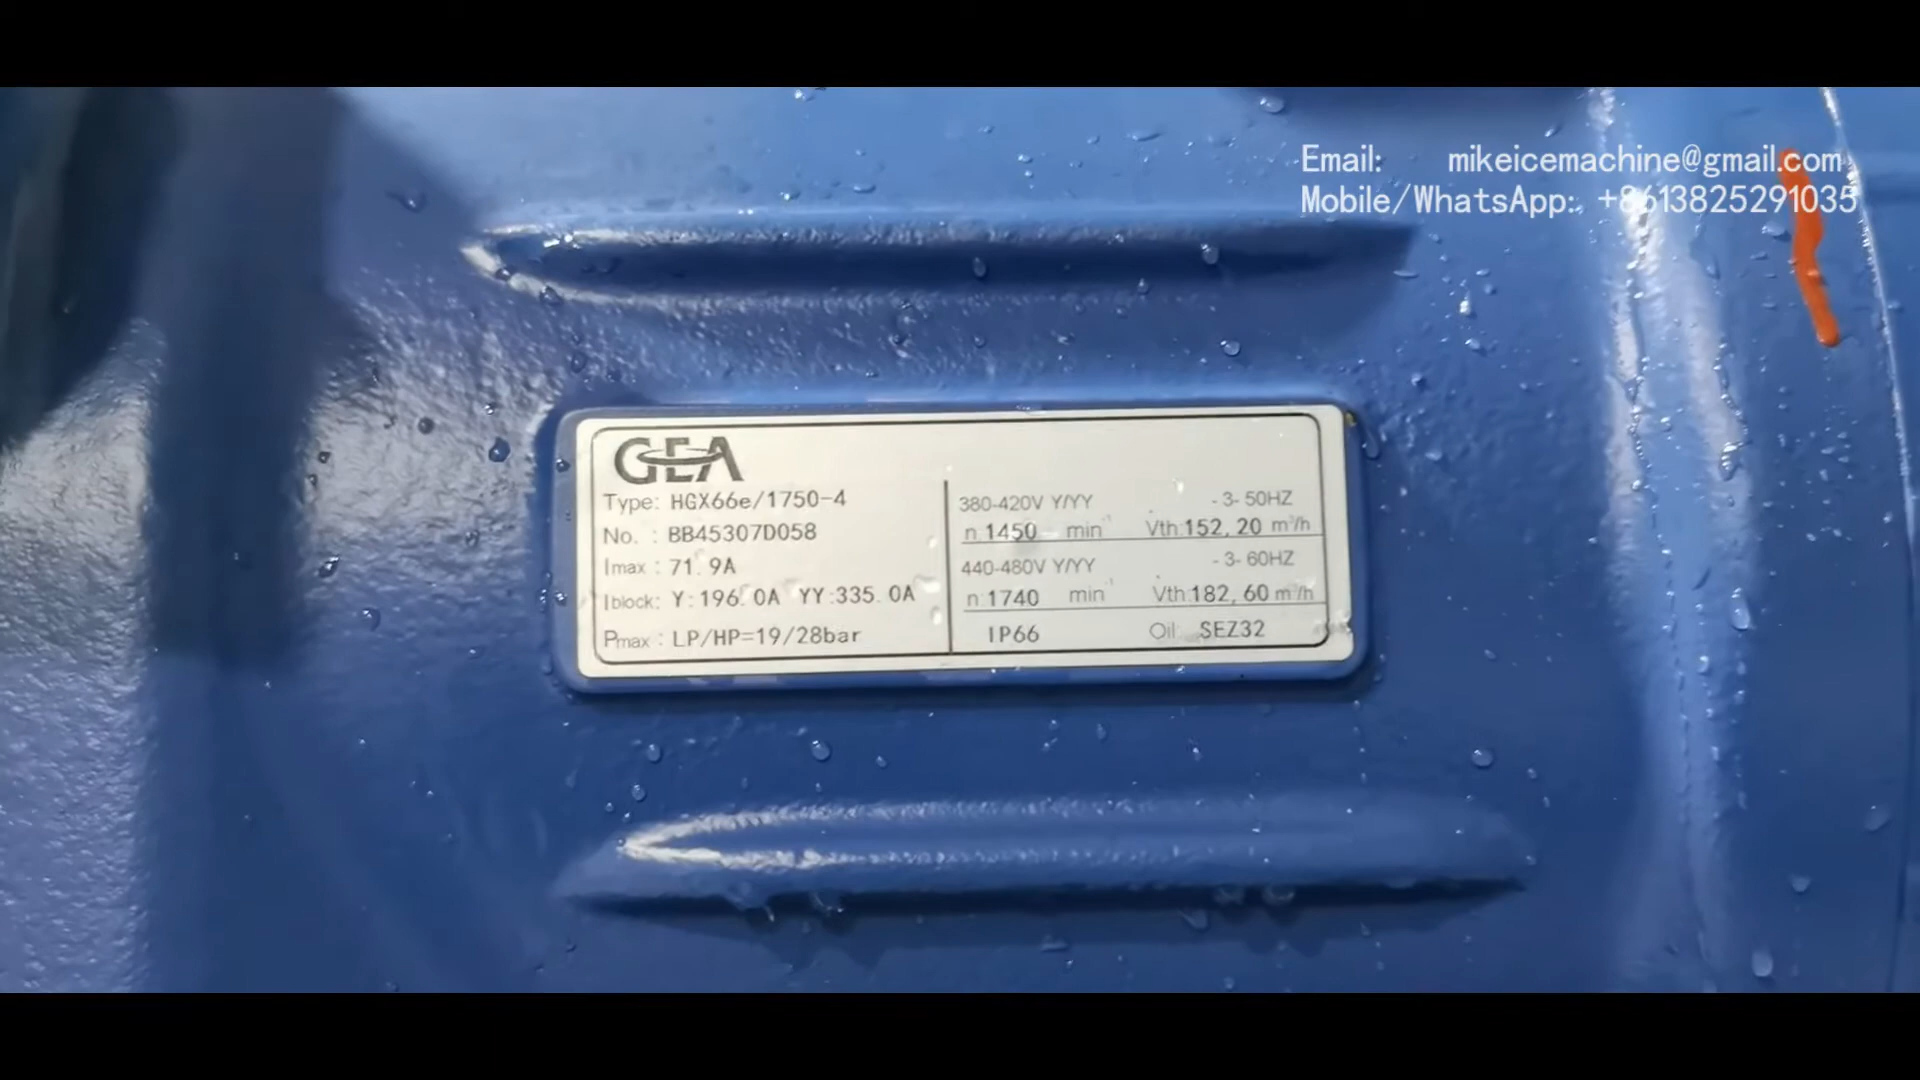 Email: mikeicemachine@gmail.com
Mobile/WhatsApp: +8613825291035
GEA
Type: HGX66e/1750-4
No. : BB45307D058
Imax : 71.9A
Iblock: Y:196.0A YY:335.0A
Pmax : LP/HP=19/28bar
380-420V Y/YY -3- 50HZ
n:1450 min⁻¹ Vth:152,20 m³/h
440-480V Y/YY -3- 60HZ
n:1740 min⁻¹ Vth:182,60 m³/h
IP66 Oil: SEZ32